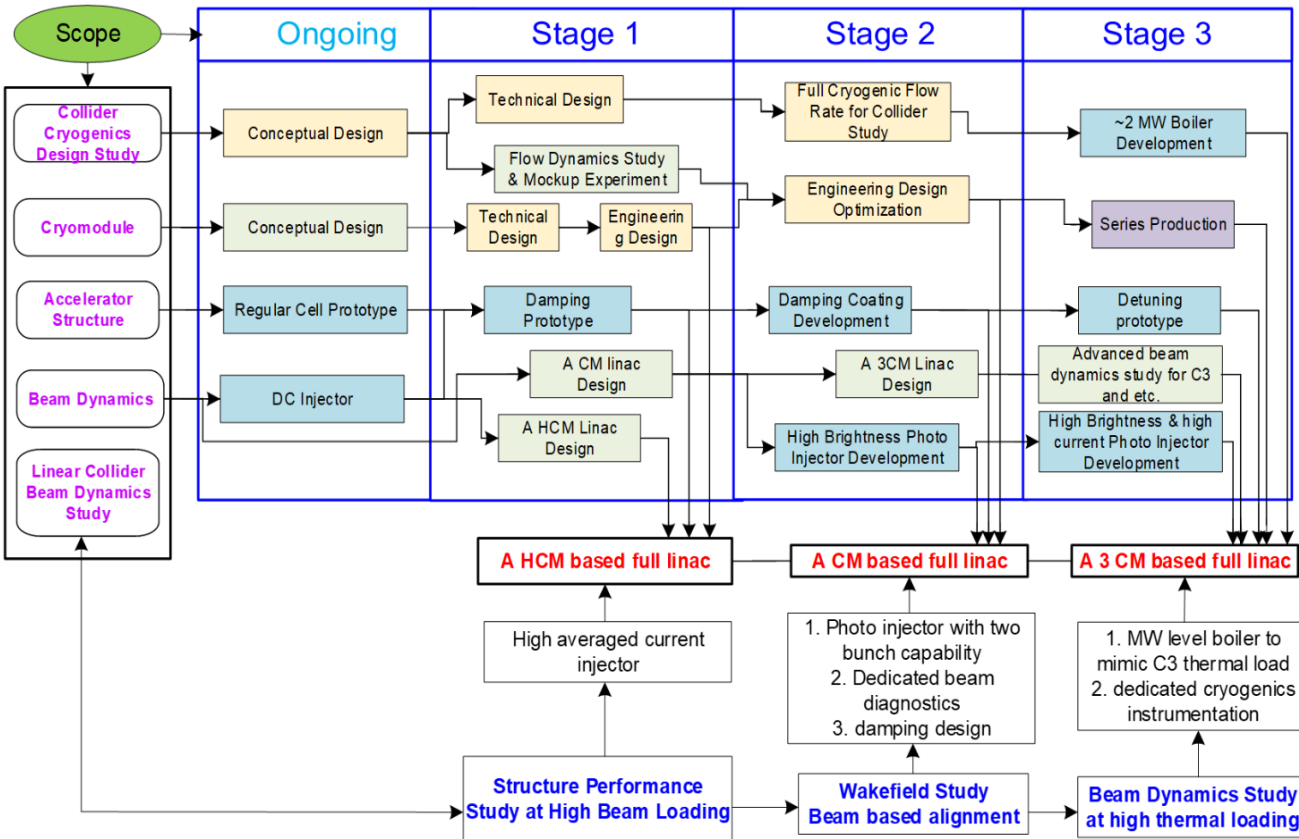 Scope
Ongoing
Stage 1
Stage 2
Stage 3
Collider
Cryogenics
Design Study
Conceptual Design
Technical Design
Full Cryogenic Flow
Rate for Collider
Study
~2 MW Boiler
Development
Flow Dynamics Study
& Mockup Experiment
Engineering Design
Optimization
Cryomodule
Conceptual Design
Technical
Design
Engineerin
g Design
Series Production
Accelerator
Structure
Regular Cell Prototype
Damping
Prototype
Damping Coating
Development
Detuning
prototype
Beam Dynamics
DC Injector
A CM linac
Design
A 3CM Linac
Design
Advanced beam
dynamics study for C3
and etc.
A HCM Linac
Design
High Brightness Photo
Injector Development
High Brightness & high
current Photo Injector
Development
Linear Collider
Beam Dynamics
Study
A HCM based full linac
A CM based full linac
A 3 CM based full linac
High averaged current
injector
1. Photo injector with two
bunch capability
2. Dedicated beam
diagnostics
3. damping design
1. MW level boiler to
mimic C3 thermal load
2. dedicated cryogenics
instrumentation
Structure Performance
Study at High Beam Loading
Wakefield Study
Beam based alignment
Beam Dynamics Study
at high thermal loading